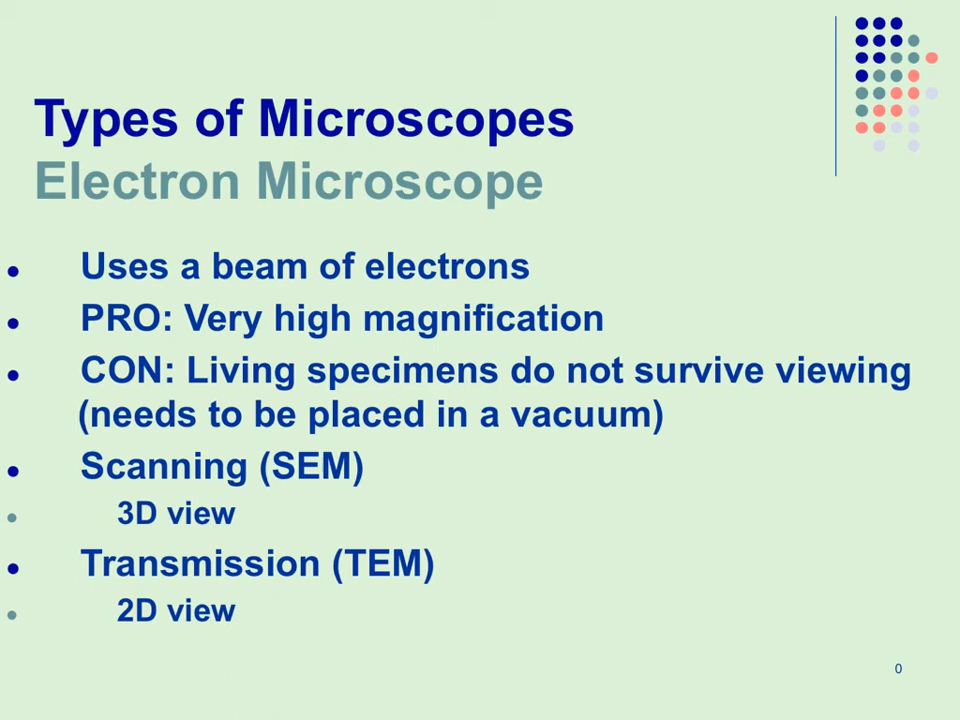 Types of Microscopes
Electron Microscope
Uses a beam of electrons
PRO: Very high magnification
CON: Living specimens do not survive viewing
(needs to be placed in a vacuum)
Scanning (SEM)
3D view
Transmission (TEM)
2D view
0